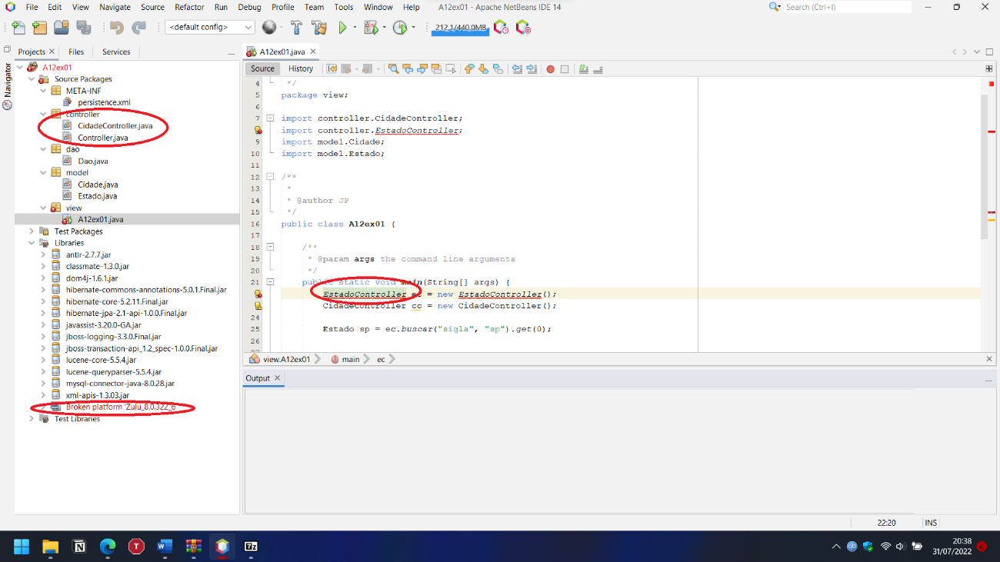 File Edit View Navigate Source Refactor Run Debug Profile Team Tools Window Help A12ex01 - Apache NetBeans IDE 14 Search (Ctrl+I)
<default config> 212,1/440,0MB
Projects Files Services
A12ex01.java
Navigator
Source History
A12ex01
Source Packages
META-INF
persistence.xml
controller
CidadeController.java
Controller.java
dao
Dao.java
model
Cidade.java
Estado.java
view
A12ex01.java
Test Packages
Libraries
antlr-2.7.7.jar
classmate-1.3.0.jar
dom4j-1.6.1.jar
hibernate-commons-annotations-5.0.1.Final.jar
hibernate-core-5.2.11.Final.jar
hibernate-jpa-2.1-api-1.0.0.Final.jar
javassist-3.20.0-GA.jar
jboss-logging-3.3.0.Final.jar
jboss-transaction-api_1.2_spec-1.0.0.Final.jar
lucene-core-5.5.4.jar
lucene-queryparser-5.5.4.jar
mysql-connector-java-8.0.28.jar
xml-apis-1.3.03.jar
Broken platform 'Zulu_8.0.322_6'
Test Libraries
4 */
5 package view;
6
7 import controller.CidadeController;
import controller.EstadoController;
9 import model.Cidade;
10 import model.Estado;
11
12 /**
13 *
14 * @author JP
15 */
16 public class A12ex01 {
17
18 /**
19 * @param args the command line arguments
20 */
21 public static void main(String[] args) {
EstadoController ec = new EstadoController();
CidadeController cc = new CidadeController();
24
25 Estado sp = ec.buscar("sigla", "sp").get(0);
26
27
view.A12ex01 main ec
Output
22:20 INS
20:38
31/07/2022
6